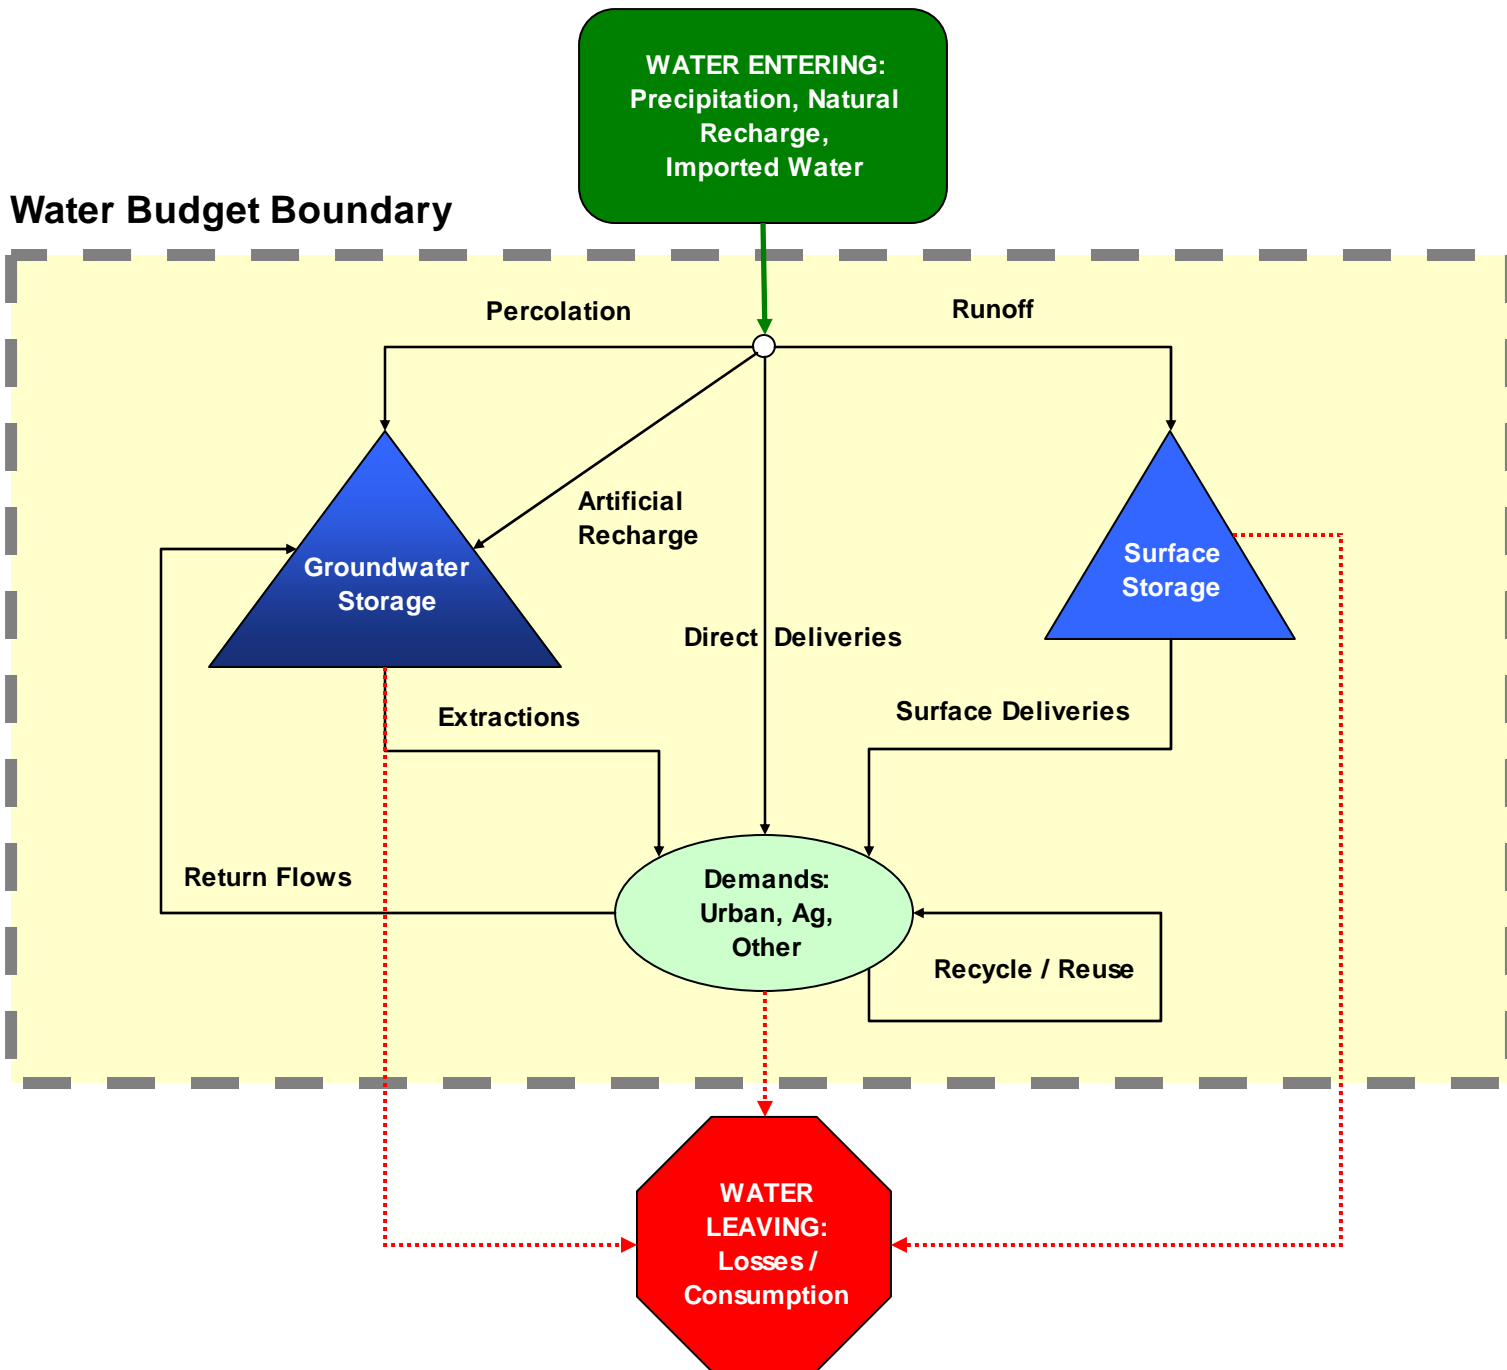 WATER ENTERING:
Precipitation, Natural
Recharge,
Imported Water
Water Budget Boundary
Percolation
Runoff
Artificial
Recharge
Groundwater
Storage
Surface
Storage
Direct Deliveries
Extractions
Surface Deliveries
Return Flows
Demands:
Urban, Ag,
Other
Recycle / Reuse
WATER
LEAVING:
Losses /
Consumption